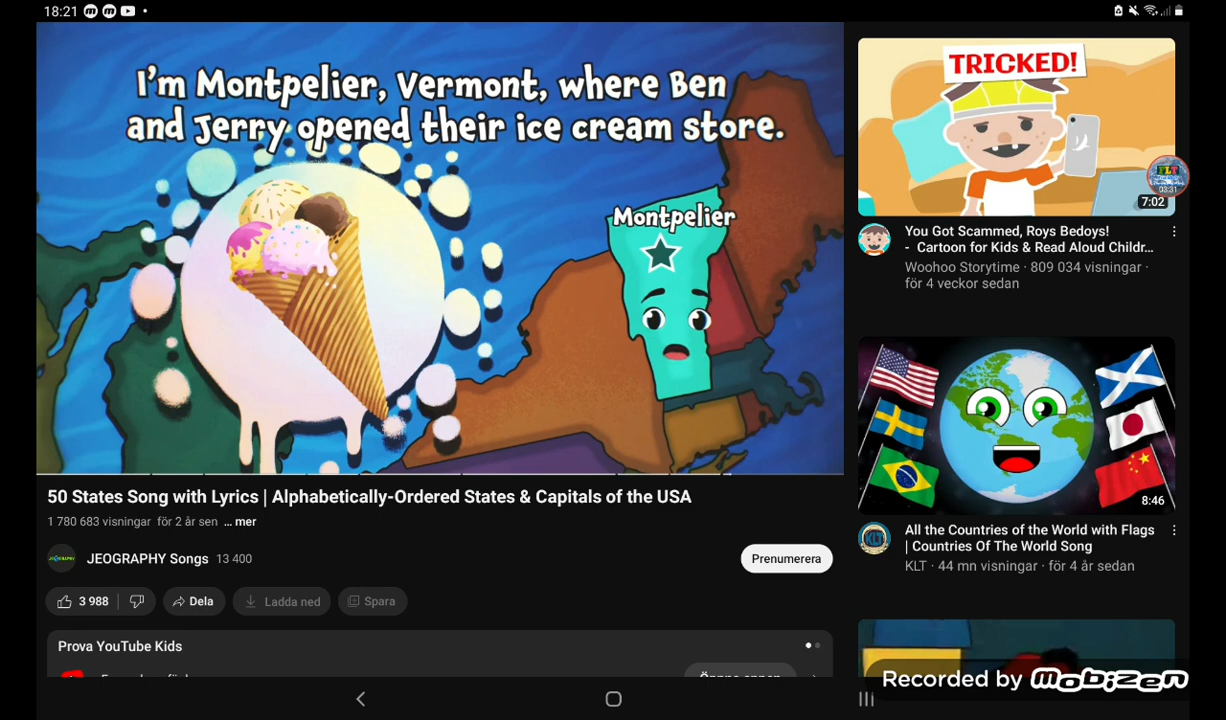 18:21
I'm Montpelier, Vermont, where Ben
and Jerry opened their ice cream store.
Montpelier
50 States Song with Lyrics | Alphabetically-Ordered States & Capitals of the USA
1 780 683 visningar för 2 år sen ... mer
JEOGRAPHY Songs 13 400
Prenumerera
3 988
Dela
Ladda ned
Spara
Prova YouTube Kids
TRICKED!
FLT
03:31
7:02
You Got Scammed, Roys Bedoys!
- Cartoon for Kids & Read Aloud Childr...
Woohoo Storytime · 809 034 visningar ·
för 4 veckor sedan
8:46
KLT
All the Countries of the World with Flags
| Countries Of The World Song
KLT · 44 mn visningar · för 4 år sedan
Recorded by mobizen